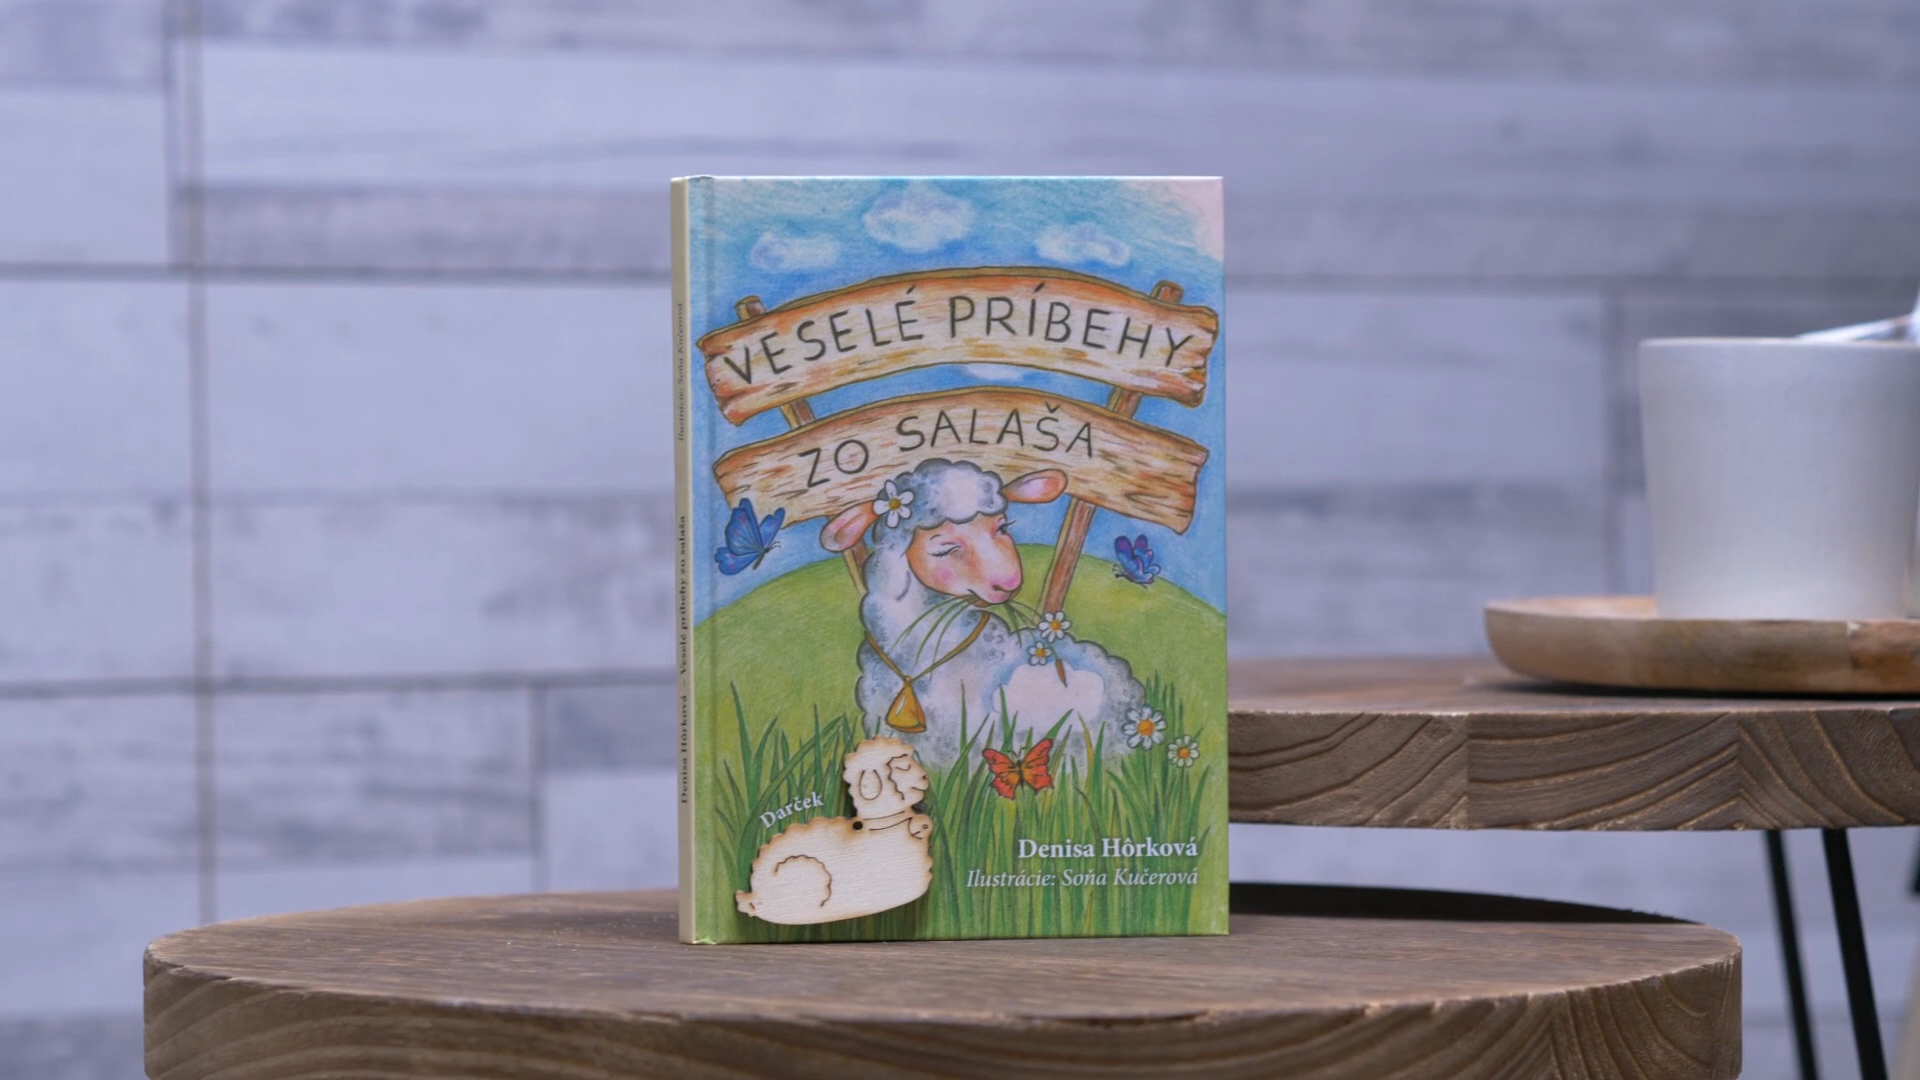 VESELÉ PRÍBEHY
ZO SALAŠA
Darček
Denisa Hôrková
Ilustrácie: Soňa Kučerová
Denisa Hôrková Veselé príbehy zo salaša Ilustrácie: Soňa Kučerová